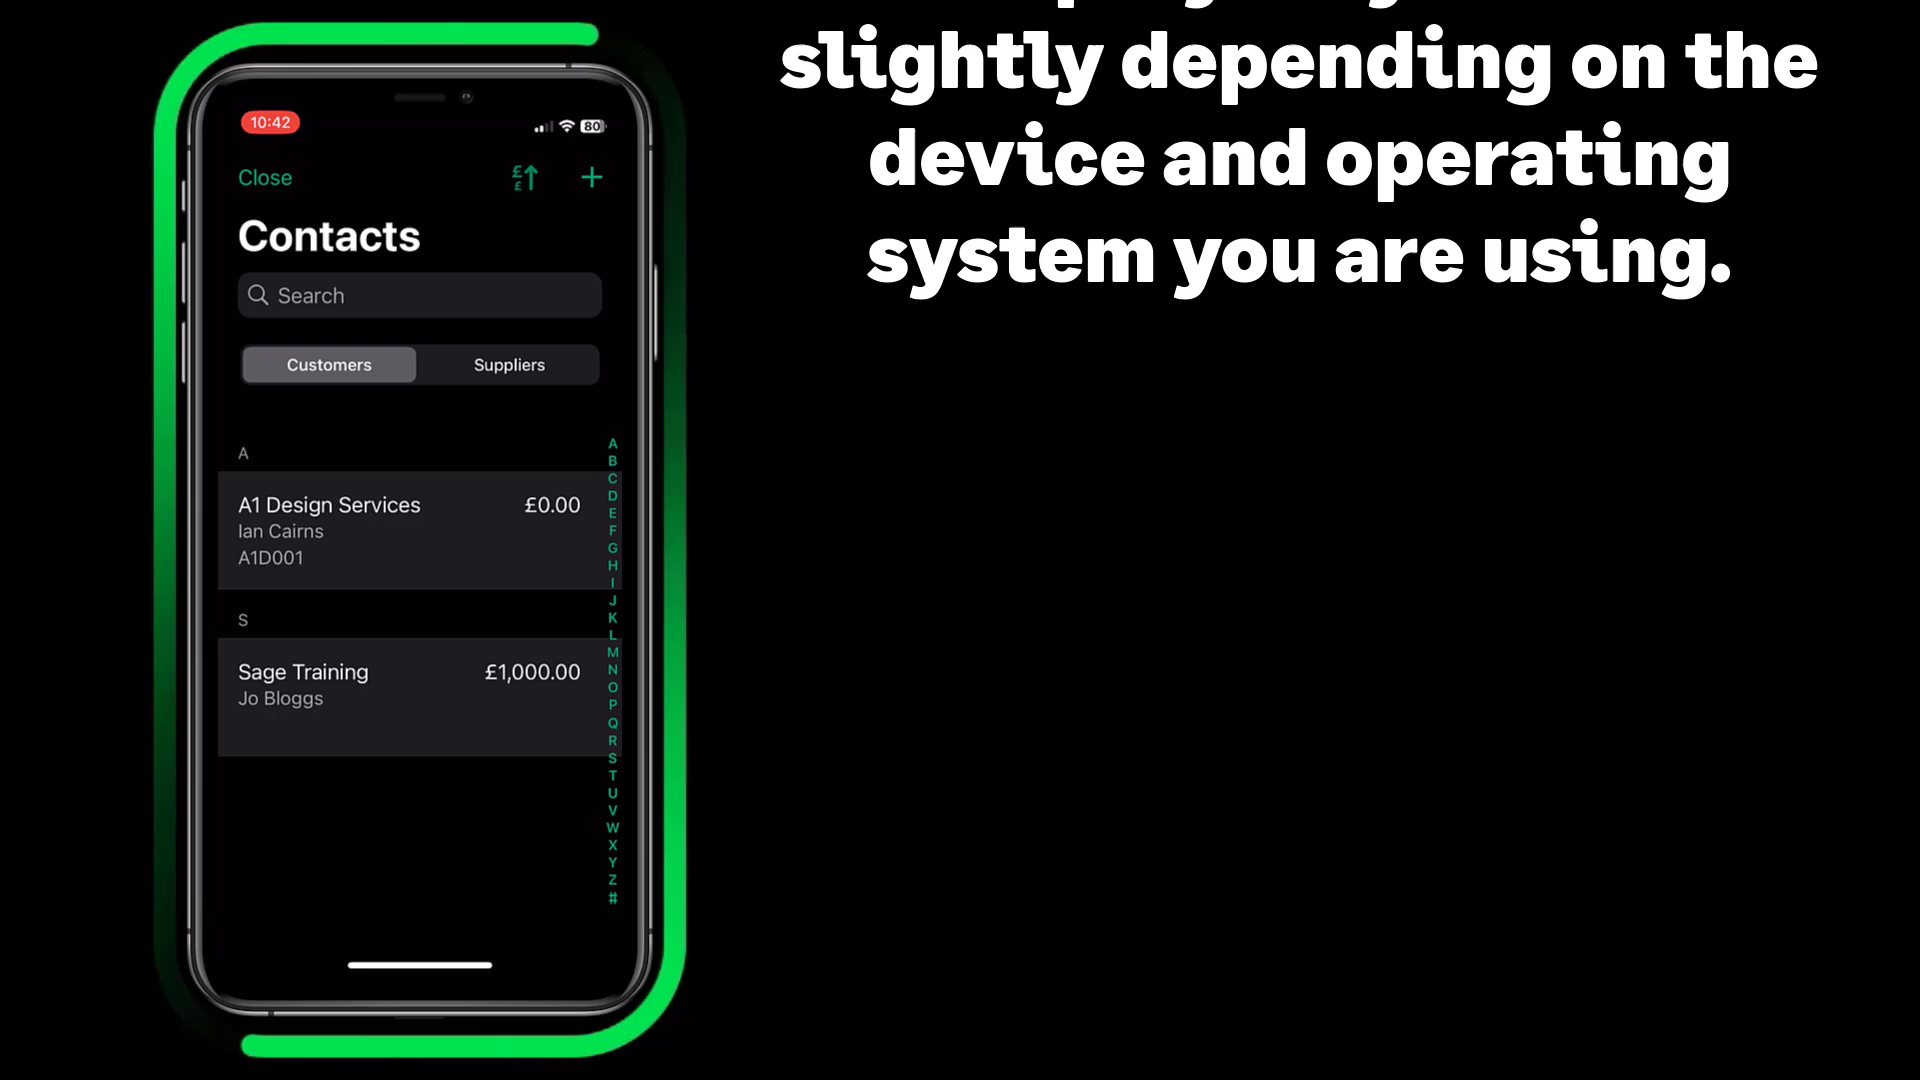 slightly depending on the
device and operating
system you are using.
10:42
80
Close
££
Contacts
Search
Customers
Suppliers
A
A1 Design Services
£0.00
Ian Cairns
A1D001
S
Sage Training
£1,000.00
Jo Bloggs
A
B
C
D
E
F
G
H
I
J
K
L
M
N
O
P
Q
R
S
T
U
V
W
X
Y
Z
#